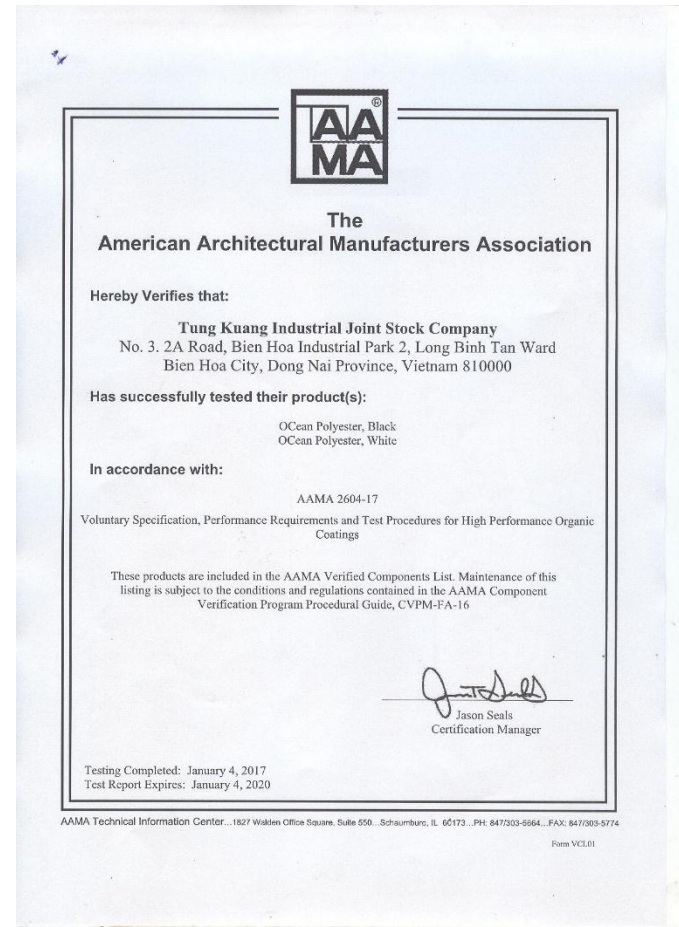 AA
MA®
The
American Architectural Manufacturers Association
Hereby Verifies that:
Tung Kuang Industrial Joint Stock Company
No. 3. 2A Road, Bien Hoa Industrial Park 2, Long Binh Tan Ward
Bien Hoa City, Dong Nai Province, Vietnam 810000
Has successfully tested their product(s):
OCean Polyester, Black
OCean Polyester, White
In accordance with:
AAMA 2604-17
Voluntary Specification, Performance Requirements and Test Procedures for High Performance Organic
Coatings
These products are included in the AAMA Verified Components List. Maintenance of this
listing is subject to the conditions and regulations contained in the AAMA Component
Verification Program Procedural Guide, CVPM-FA-16
Jason Seals
Certification Manager
Testing Completed: January 4, 2017
Test Report Expires: January 4, 2020
AAMA Technical Information Center...1827 Walden Office Square, Suite 550...Schaumburg, IL 60173...PH: 847/303-5664...FAX: 847/303-5774
Form VCL01